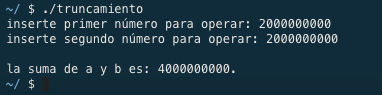 ~/ $ ./truncamiento
inserte primer número para operar: 2000000000
inserte segundo número para operar: 2000000000
la suma de a y b es: 4000000000.
~/ $